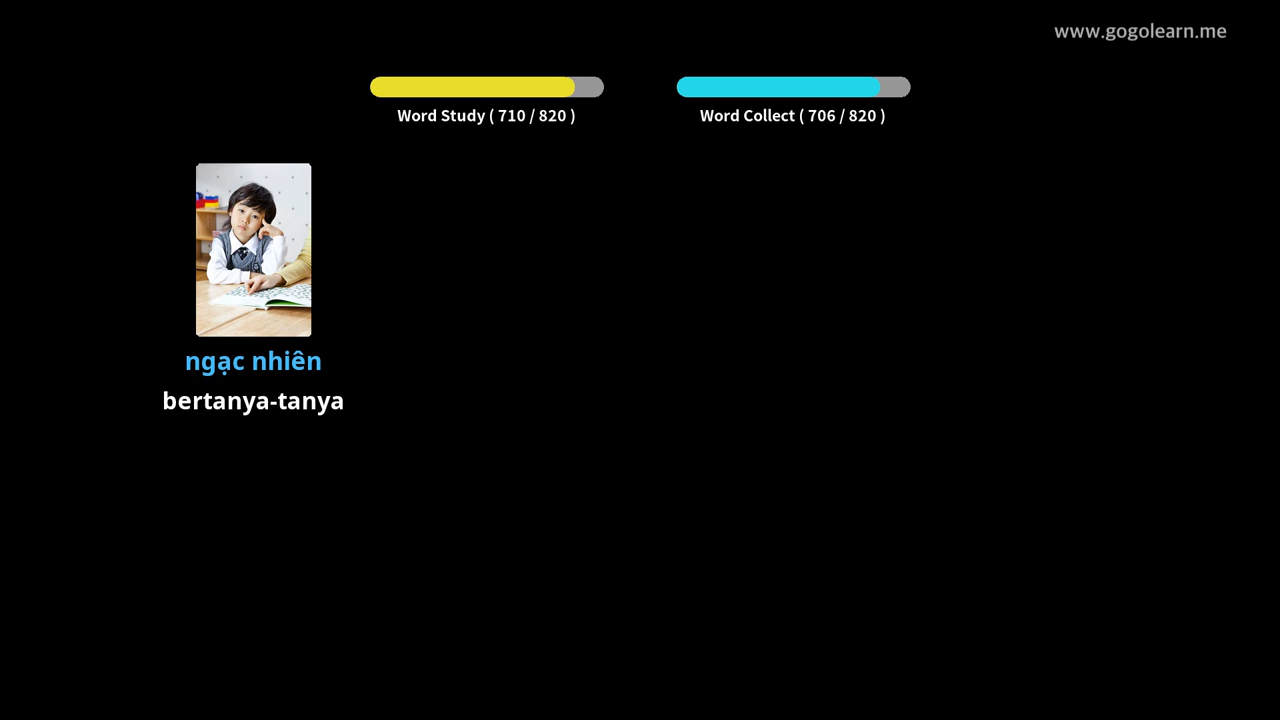 www.gogolearn.me
Word Study ( 710 / 820 )
Word Collect ( 706 / 820 )
ngạc nhiên
bertanya-tanya